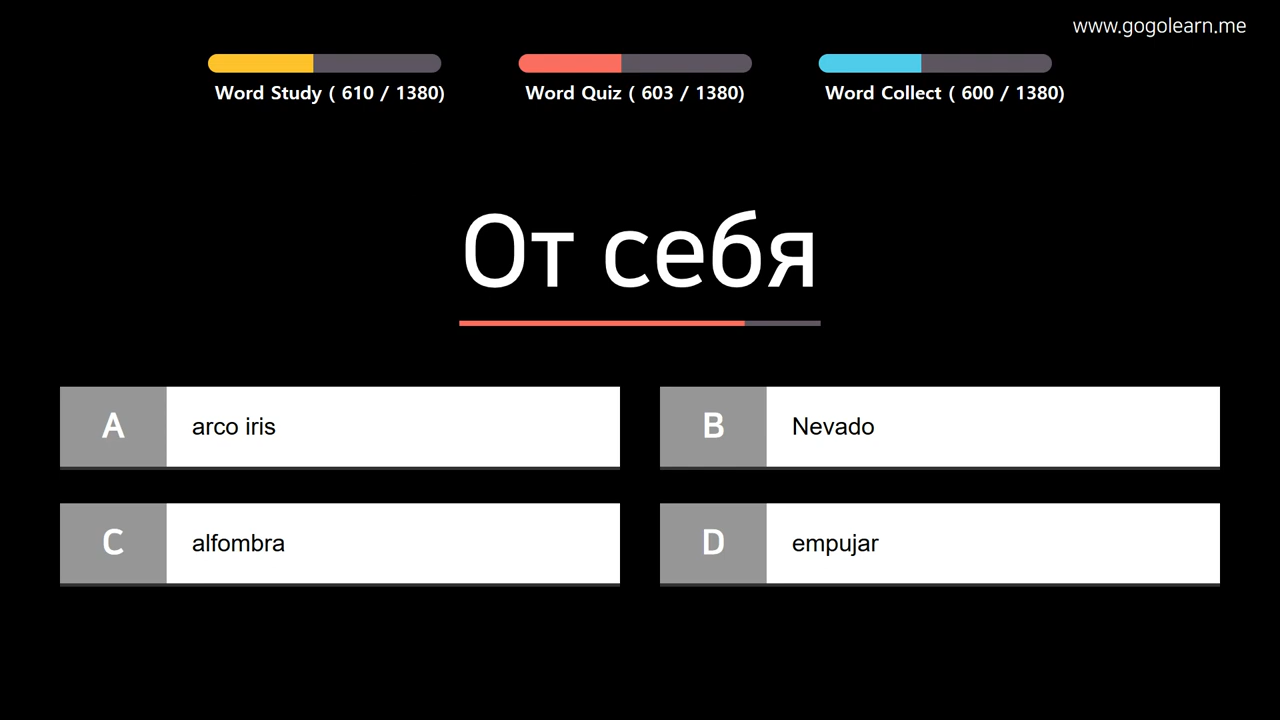 www.gogolearn.me
Word Study ( 610 / 1380)
Word Quiz ( 603 / 1380)
Word Collect ( 600 / 1380)
От себя
A arco iris
B Nevado
C alfombra
D empujar